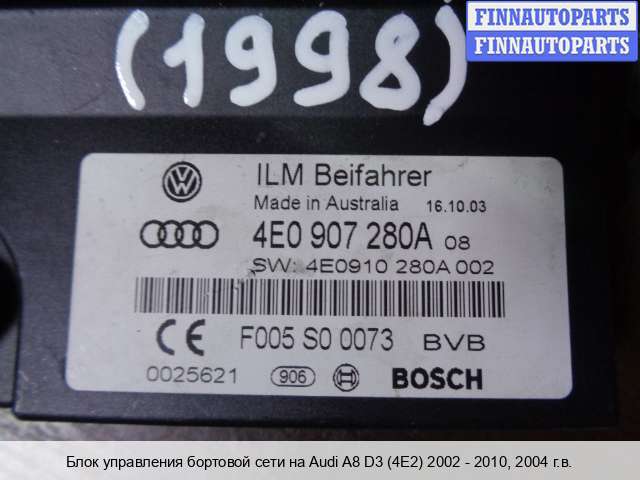 FINNAUTOPARTS
FINNAUTOPARTS
(1998)
ILM Beifahrer
Made in Australia 16.10.03
4E0 907 280A 08
SW: 4E0910 280A 002
CE F005 S0 0073 BVB
0025621 906 BOSCH
Блок управления бортовой сети на Audi A8 D3 (4E2) 2002 - 2010, 2004 г.в.